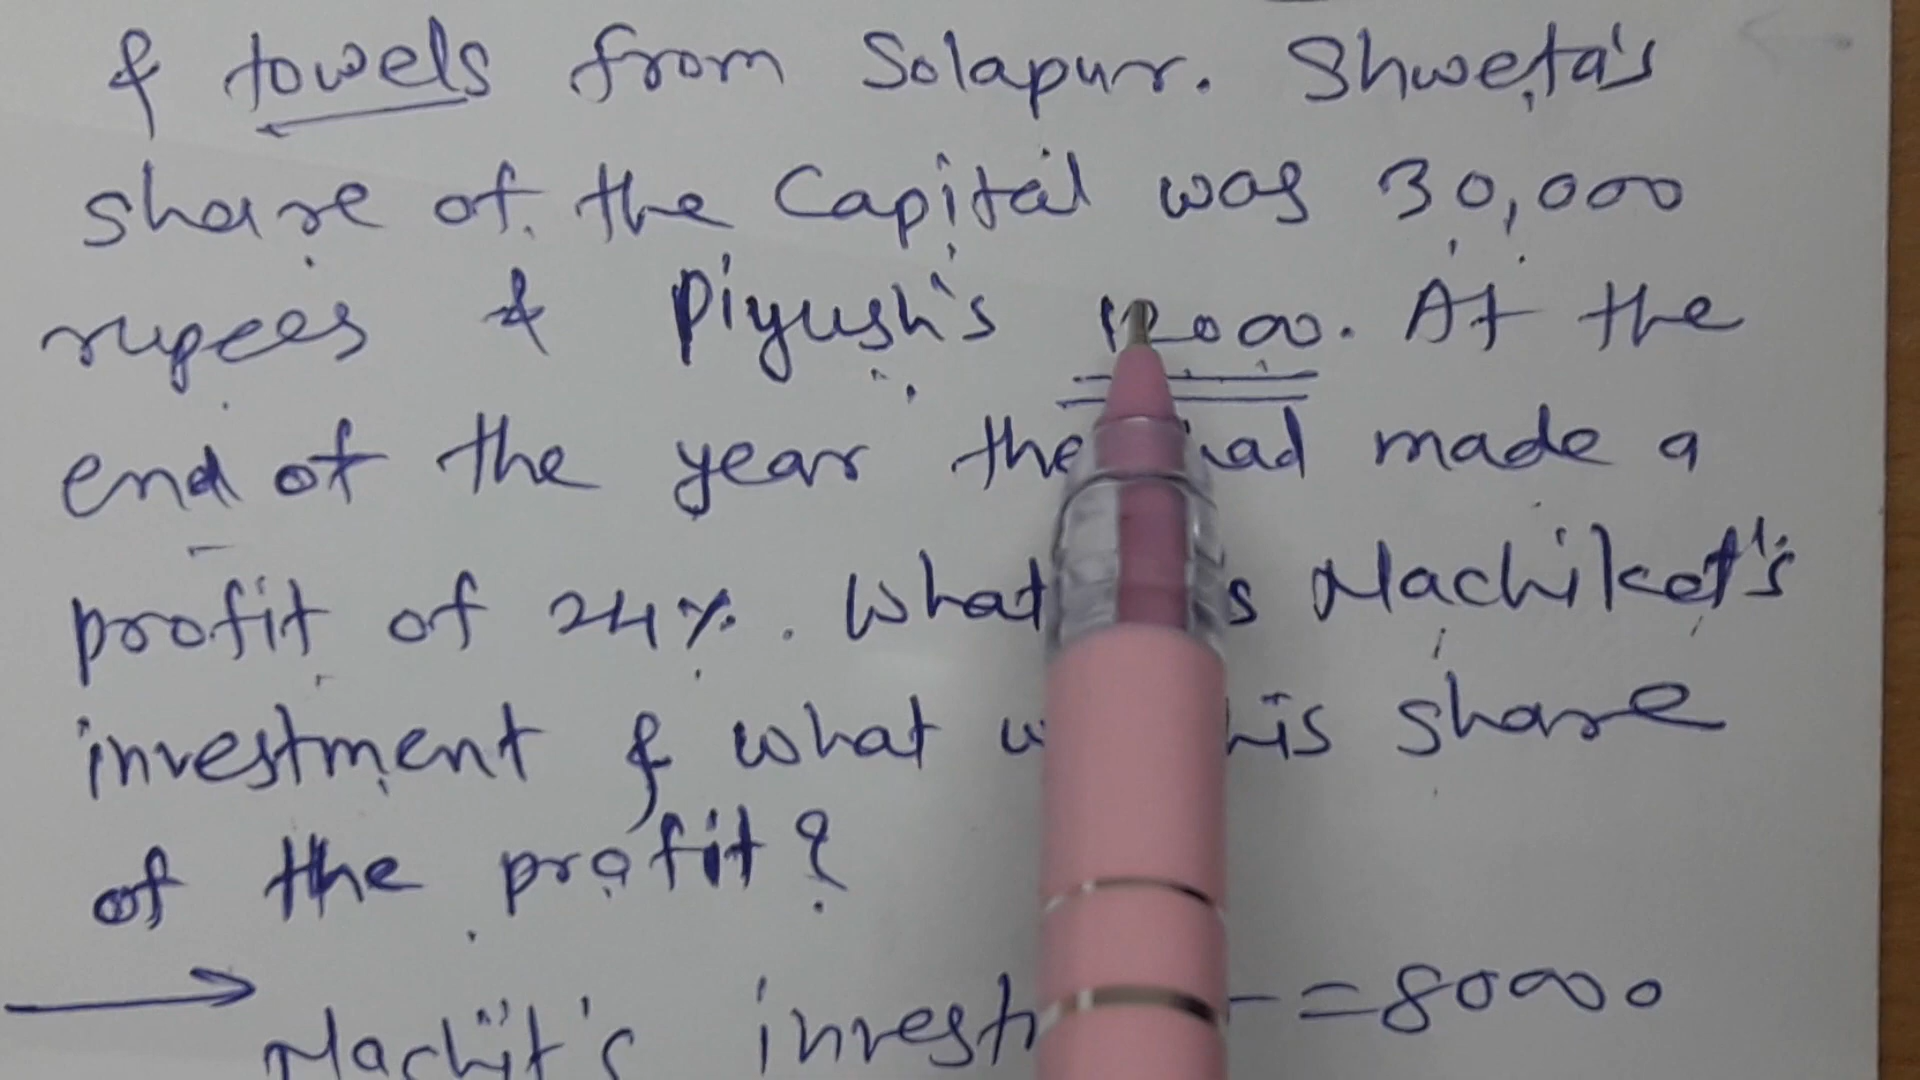 & towels from Solapur. Shweta's
share of the Capital was 30,000
rupees & Piyush's 12000. At the
end of the year the had made a
profit of 24%. What Nachiket's
investment & what his share
of the profit?
= 80000